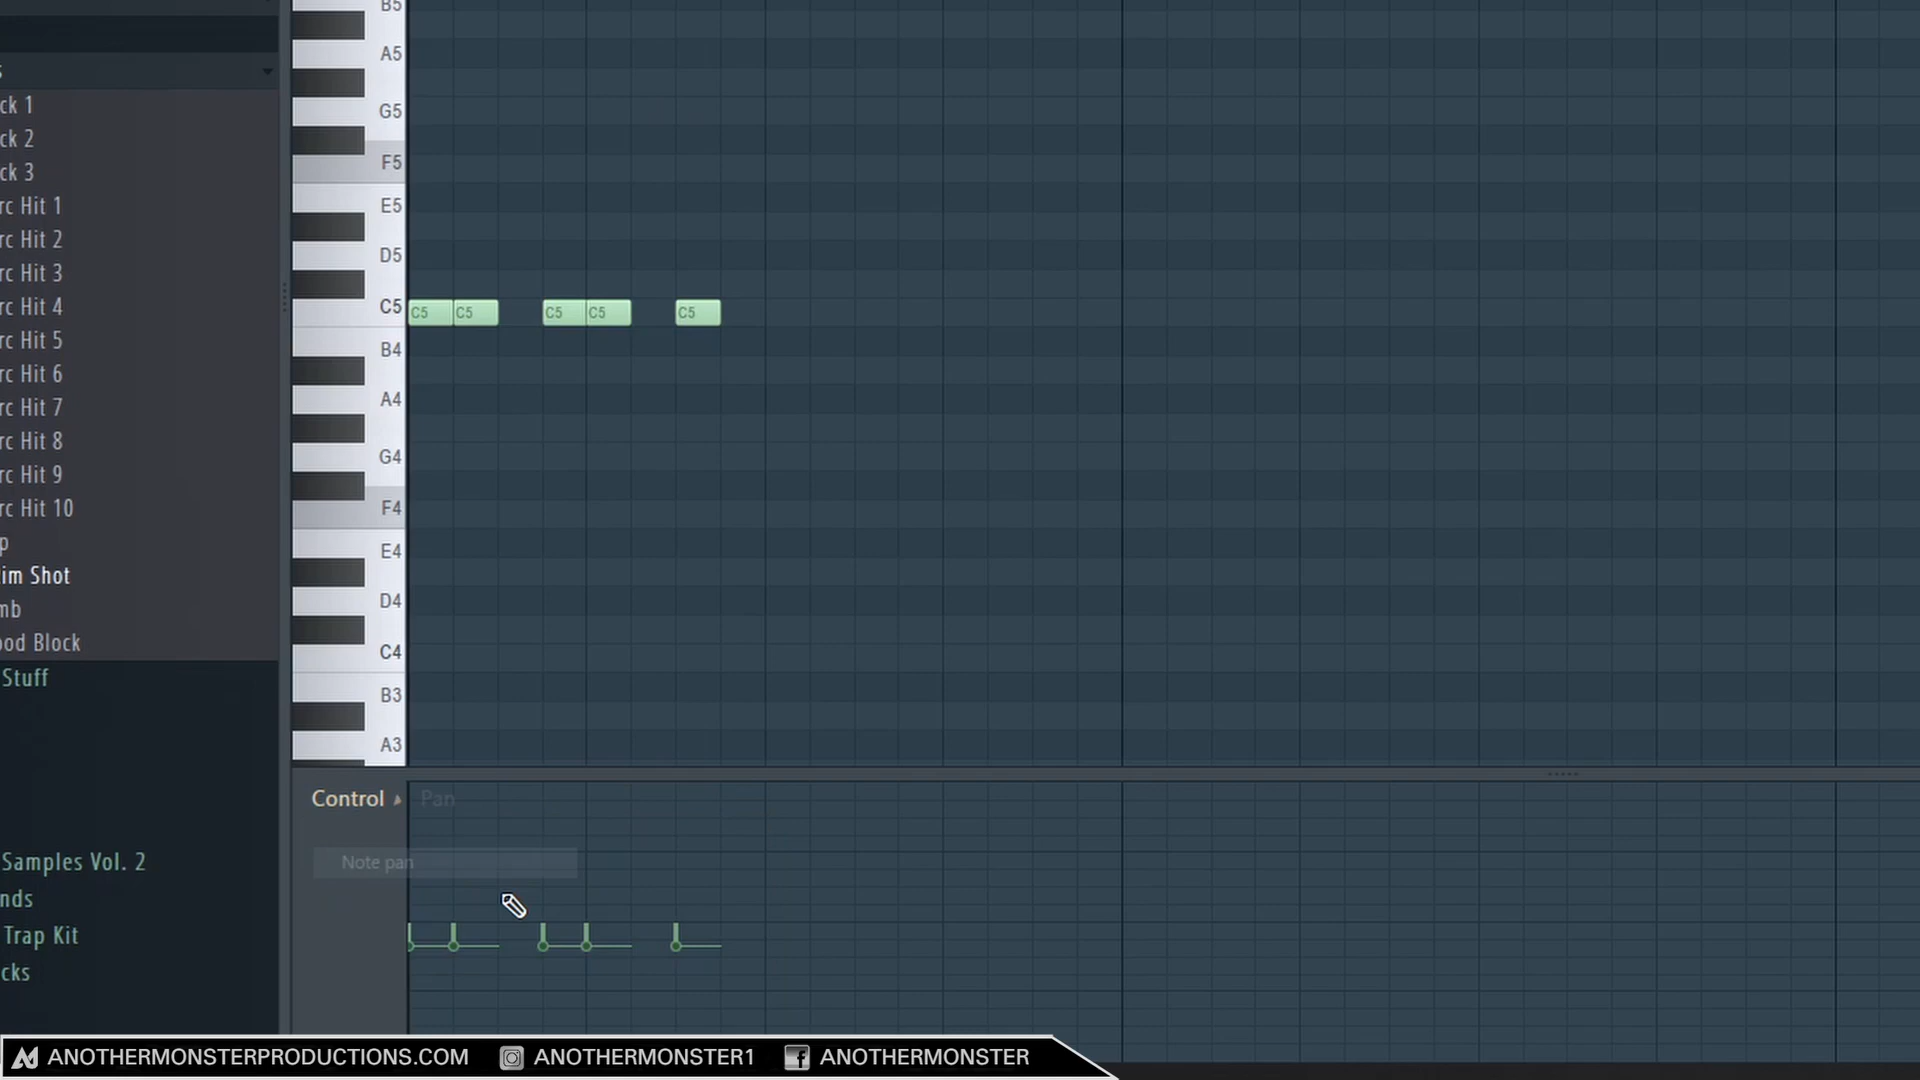 B5
A5
G5
F5
E5
D5
C5
B4
A4
G4
F4
E4
D4
C4
B3
A3
C5 C5 C5 C5 C5
s
ck 1
ck 2
ck 3
rc Hit 1
rc Hit 2
rc Hit 3
rc Hit 4
rc Hit 5
rc Hit 6
rc Hit 7
rc Hit 8
rc Hit 9
rc Hit 10
p
im Shot
mb
ood Block
Stuff
Samples Vol. 2
nds
Trap Kit
cks
Control Pan
Note pan
ANOTHERMONSTERPRODUCTIONS.COM ANOTHERMONSTER1 ANOTHERMONSTER